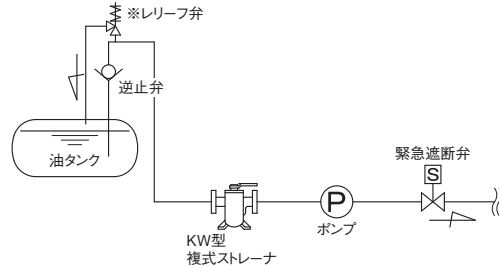 ※レリーフ弁
逆止弁
油タンク
緊急遮断弁
S
P
ポンプ
KW型
複式ストレーナ